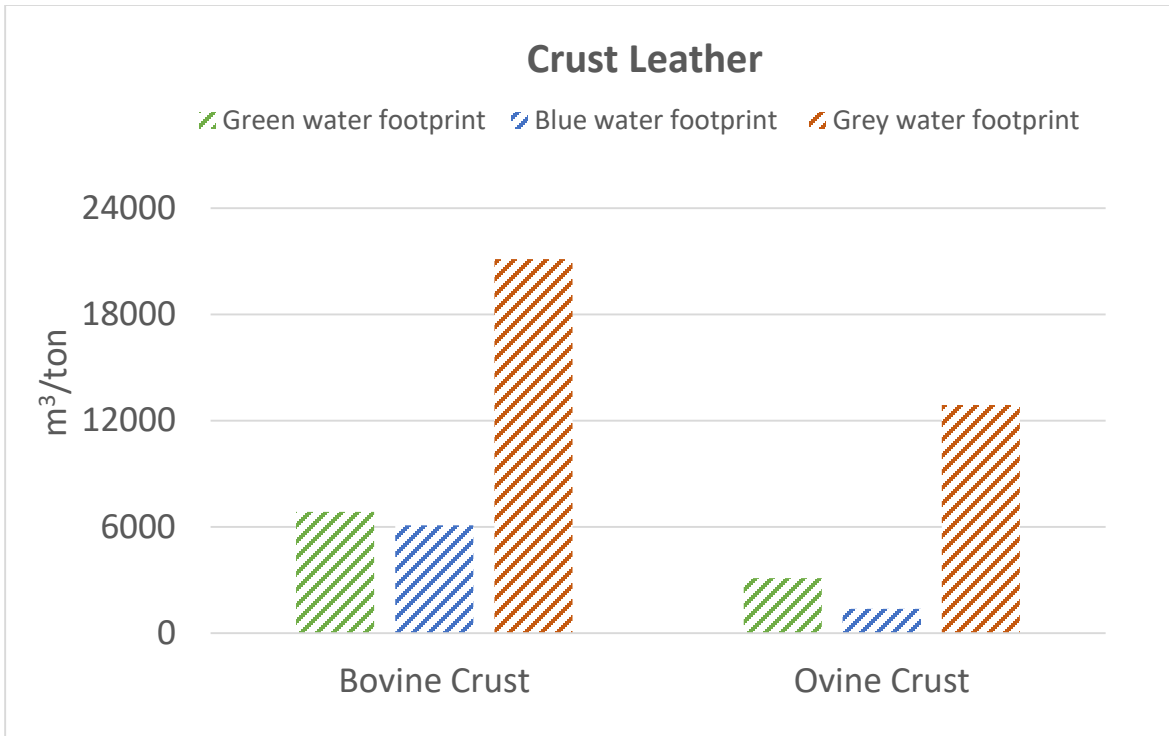 Crust Leather
Green water footprint Blue water footprint Grey water footprint
24000
18000
12000
6000
0
m³/ton
Bovine Crust Ovine Crust